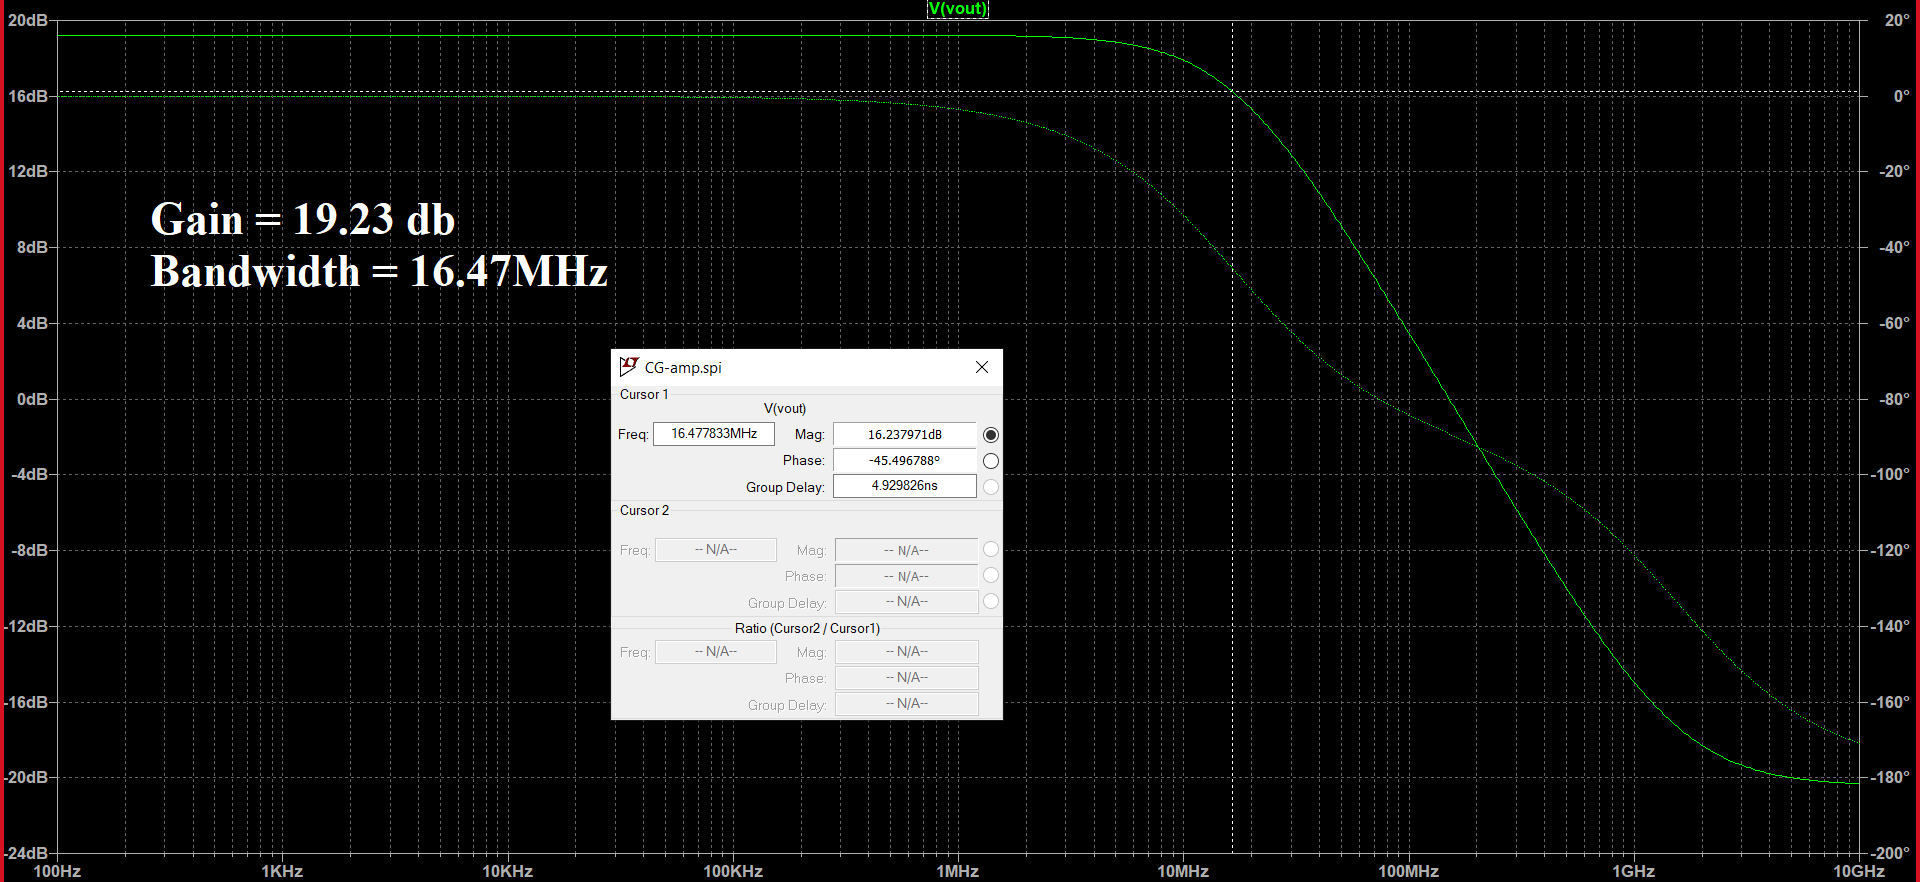 V(vout)
20dB
16dB
12dB
8dB
4dB
0dB
-4dB
-8dB
-12dB
-16dB
-20dB
-24dB
20°
0°
-20°
-40°
-60°
-80°
-100°
-120°
-140°
-160°
-180°
-200°
Gain = 19.23 db
Bandwidth = 16.47MHz
CG-amp.spi
Cursor 1
V(vout)
Freq: 16.477833MHz Mag: 16.237971dB
Phase: -45.496788°
Group Delay: 4.929826ns
Cursor 2
Freq: -- N/A-- Mag: -- N/A--
Phase: -- N/A--
Group Delay: -- N/A--
Ratio (Cursor2 / Cursor1)
Freq: -- N/A-- Mag: -- N/A--
Phase: -- N/A--
Group Delay: -- N/A--
100Hz 1KHz 10KHz 100KHz 1MHz 10MHz 100MHz 1GHz 10GHz